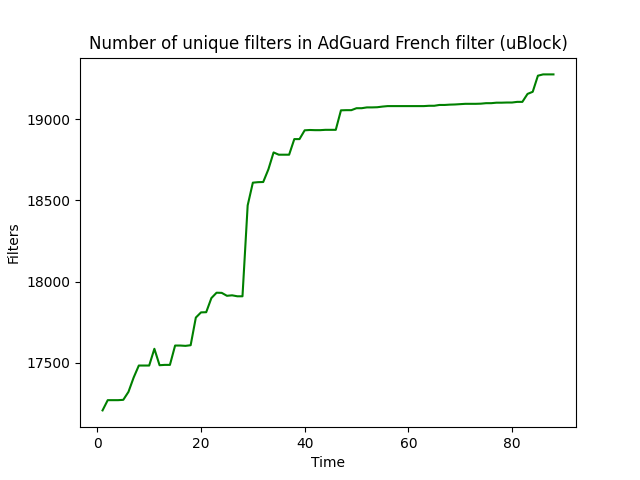 Number of unique filters in AdGuard French filter (uBlock)
19000
18500
18000
17500
Filters
0 20 40 60 80
Time